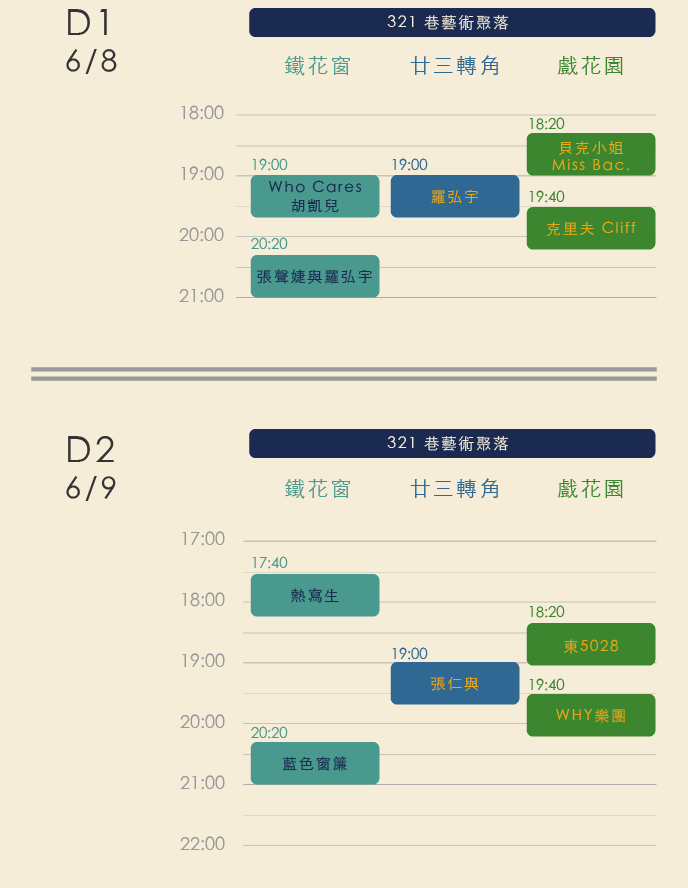 D1
6/8
321 巷藝術聚落
鐵花窗
廿三轉角
戲花園
18:00
18:20
貝克小姐
Miss Bac.
19:00
19:00
19:00
Who Cares
胡凱兒
羅弘宇
19:40
克里夫 Cliff
20:00
20:20
張聲婕與羅弘宇
21:00
D2
6/9
321 巷藝術聚落
鐵花窗
廿三轉角
戲花園
17:00
17:40
熱寫生
18:00
18:20
東5028
19:00
19:00
張仁與
19:40
WHY樂團
20:00
20:20
藍色窗簾
21:00
22:00